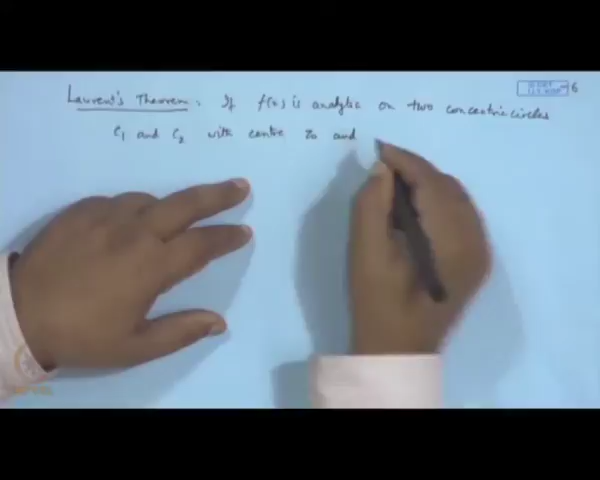 Laurent's Theorem: If f(z) is analytic on two concentric circles
C1 and C2 with centre z0 and